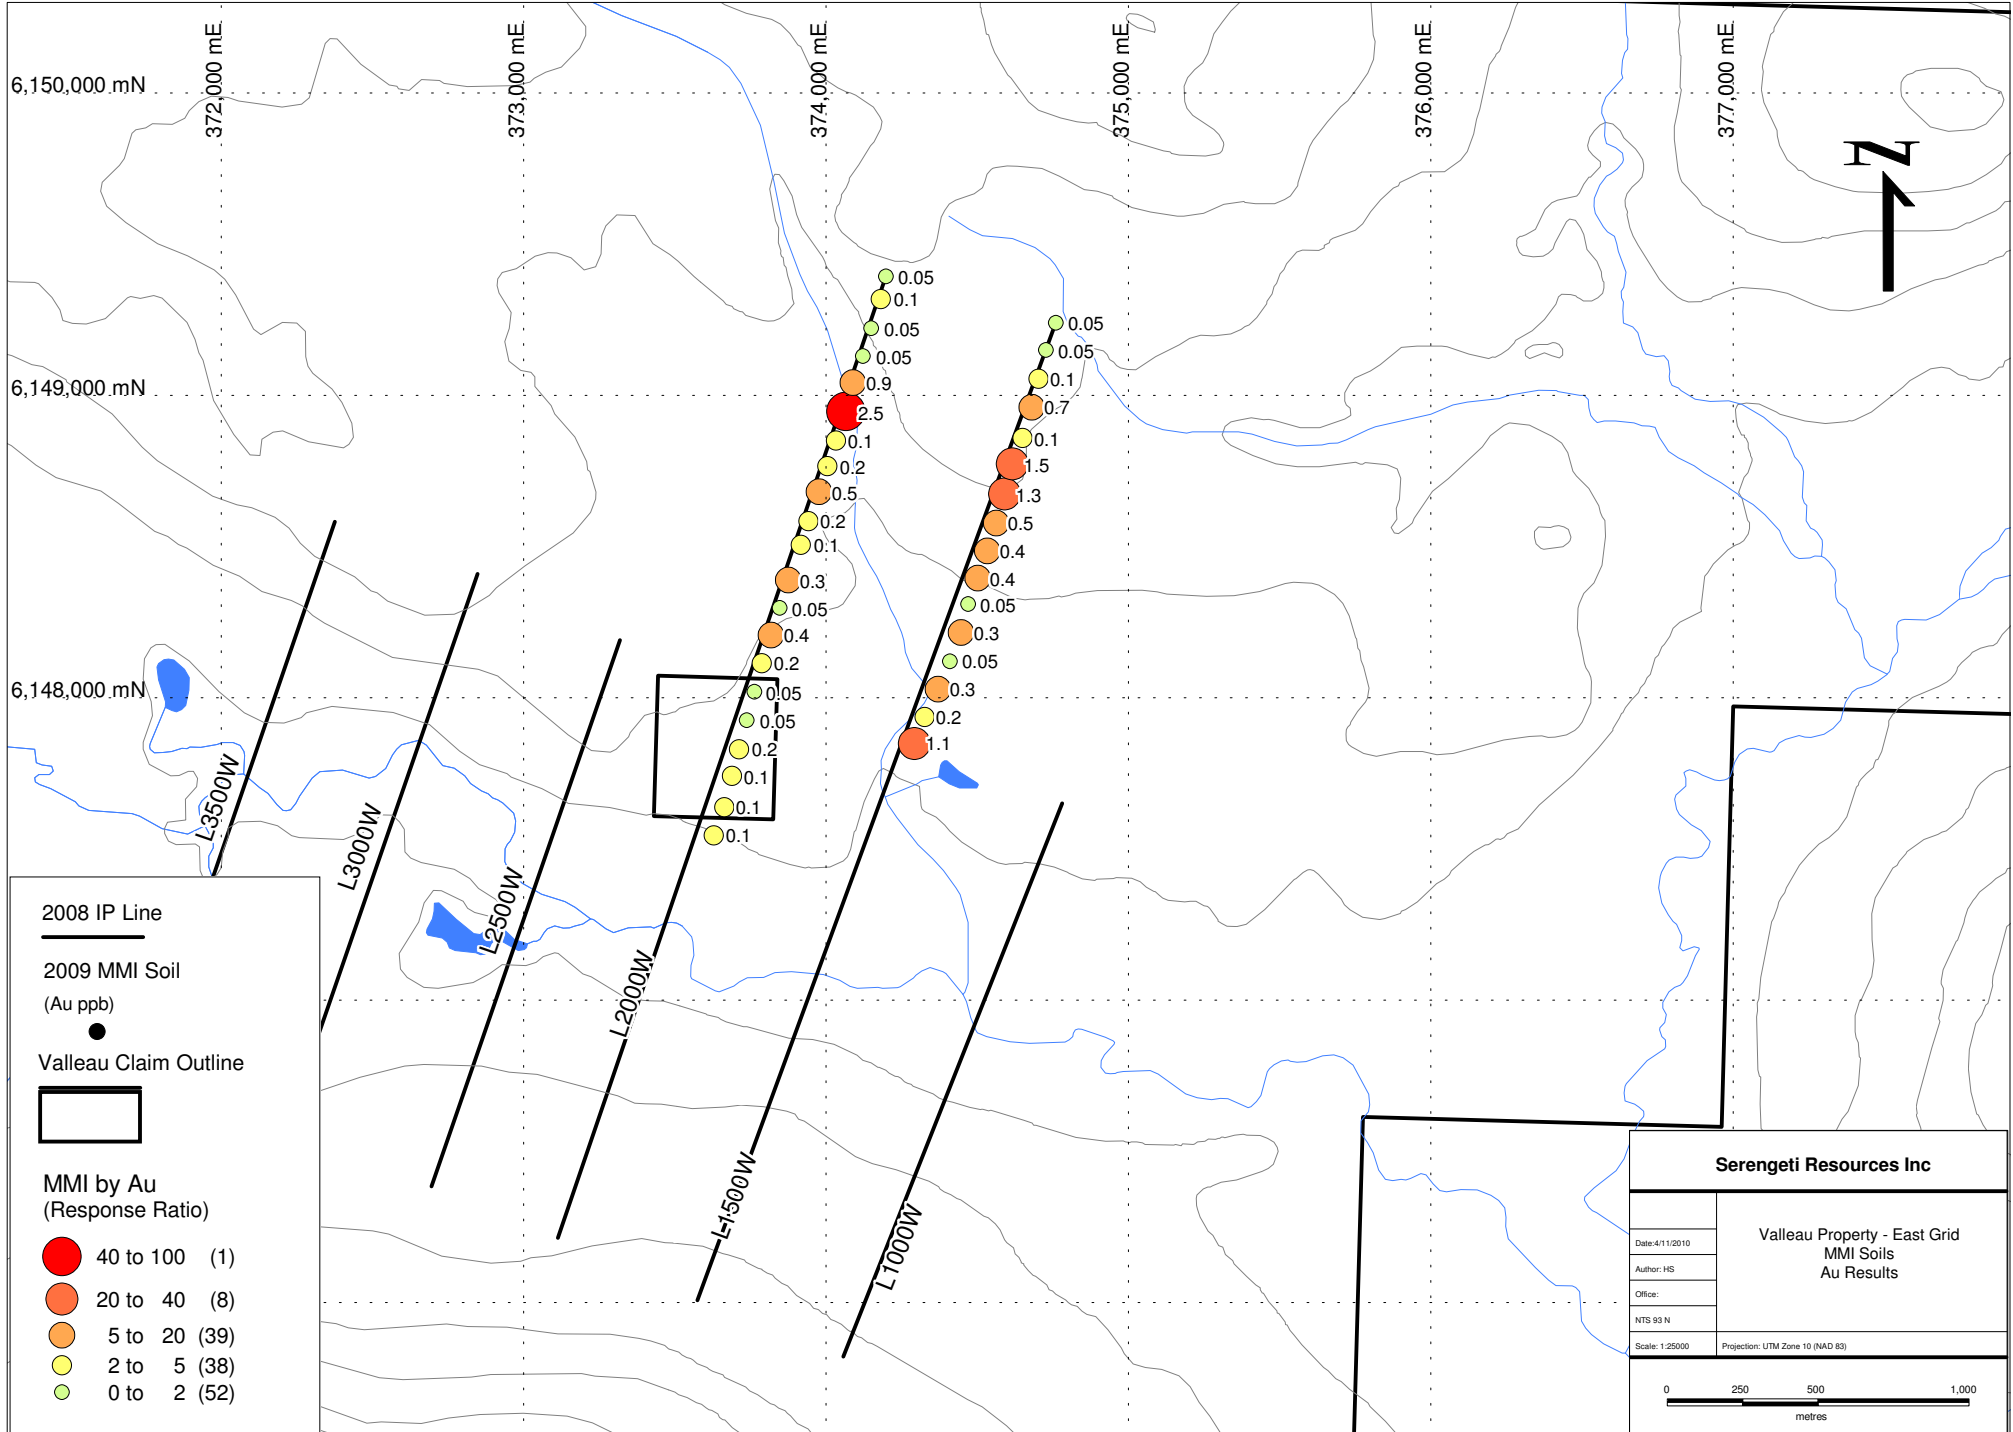 372,000 mE
373,000 mE
374,000 mE
375,000 mE
376,000 mE
377,000 mE
6,150,000 mN
6,149,000 mN
6,148,000 mN
N
0.05
0.1
0.05
0.05
0.9
2.5
0.1
0.2
0.5
0.2
0.1
0.3
0.05
0.4
0.2
0.05
0.05
0.2
0.1
0.1
0.1
0.05
0.05
0.1
0.7
0.1
1.5
1.3
0.5
0.4
0.4
0.05
0.3
0.05
0.3
0.2
1.1
L3500W
L3000W
L2500W
L2000W
L1500W
L1000W
2008 IP Line
2009 MMI Soil
(Au ppb)
Valleau Claim Outline
MMI by Au
(Response Ratio)
40 to 100 (1)
20 to 40 (8)
5 to 20 (39)
2 to 5 (38)
0 to 2 (52)
Serengeti Resources Inc
Valleau Property - East Grid
MMI Soils
Au Results
Date:4/11/2010
Author: HS
Office:
NTS 93 N
Scale: 1:25000
Projection: UTM Zone 10 (NAD 83)
0 250 500 1,000
metres